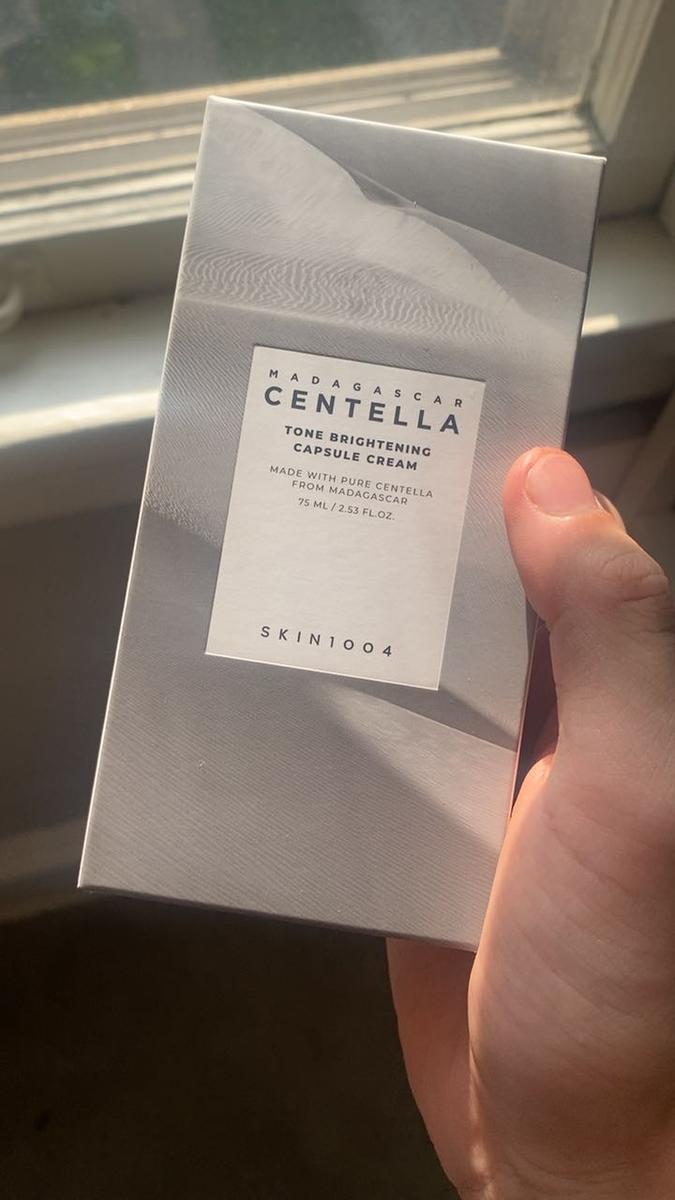 MADAGASCAR
CENTELLA
TONE BRIGHTENING
CAPSULE CREAM
MADE WITH PURE CENTELLA
FROM MADAGASCAR
75 ML / 2.53 FL.OZ.
SKIN1004